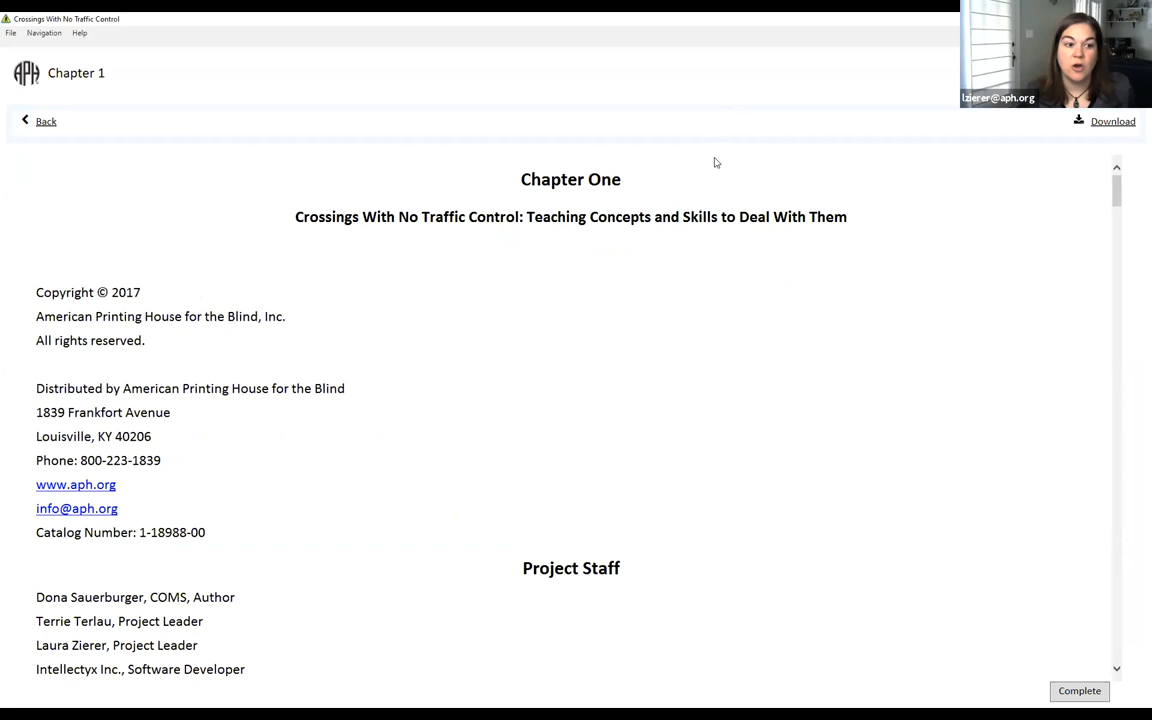 Crossings With No Traffic Control
File Navigation Help
APH Chapter 1
lzierer@aph.org
Back
Download
Chapter One
Crossings With No Traffic Control: Teaching Concepts and Skills to Deal With Them
Copyright © 2017
American Printing House for the Blind, Inc.
All rights reserved.
Distributed by American Printing House for the Blind
1839 Frankfort Avenue
Louisville, KY 40206
Phone: 800-223-1839
www.aph.org
info@aph.org
Catalog Number: 1-18988-00
Project Staff
Dona Sauerburger, COMS, Author
Terrie Terlau, Project Leader
Laura Zierer, Project Leader
Intellectyx Inc., Software Developer
Complete